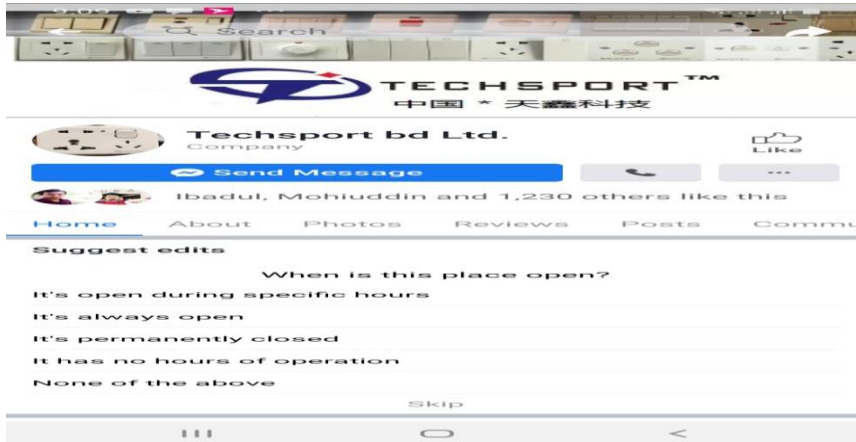 Search
TECHSPORT™
中国 * 天鑫科技
Techsport bd Ltd.
Company
Like
Send Message
Ibadul, Mohiuddin and 1,230 others like this
Home About Photos Reviews Posts Commu
Suggest edits
When is this place open?
It's open during specific hours
It's always open
It's permanently closed
It has no hours of operation
None of the above
Skip